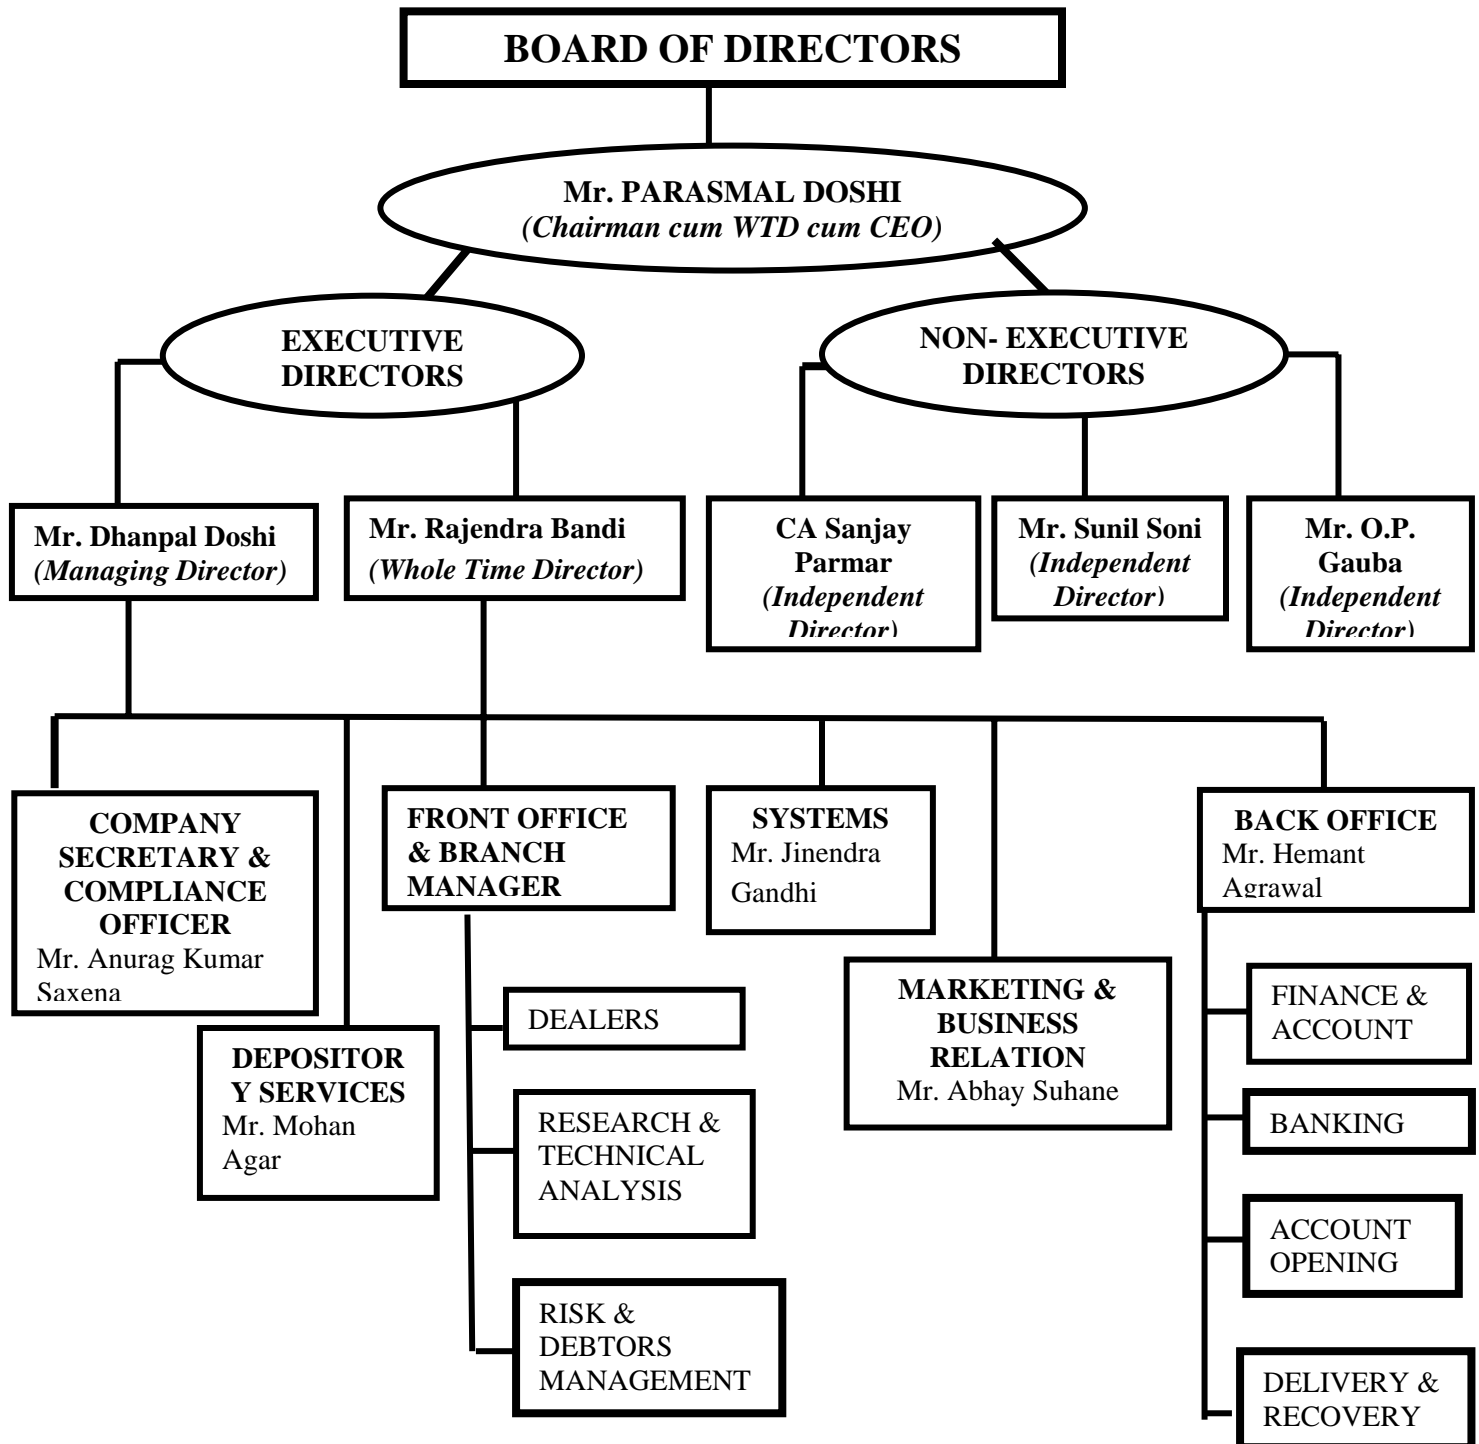 BOARD OF DIRECTORS
Mr. PARASMAL DOSHI
(Chairman cum WTD cum CEO)
EXECUTIVE
DIRECTORS
NON- EXECUTIVE
DIRECTORS
Mr. Dhanpal Doshi
(Managing Director)
Mr. Rajendra Bandi
(Whole Time Director)
CA Sanjay
Parmar
(Independent
Director)
Mr. Sunil Soni
(Independent
Director)
Mr. O.P.
Gauba
(Independent
Director)
COMPANY
SECRETARY &
COMPLIANCE
OFFICER
Mr. Anurag Kumar
Saxena
DEPOSITOR
Y SERVICES
Mr. Mohan
Agar
FRONT OFFICE
& BRANCH
MANAGER
DEALERS
RESEARCH &
TECHNICAL
ANALYSIS
RISK &
DEBTORS
MANAGEMENT
SYSTEMS
Mr. Jinendra
Gandhi
MARKETING &
BUSINESS
RELATION
Mr. Abhay Suhane
BACK OFFICE
Mr. Hemant
Agrawal
FINANCE &
ACCOUNT
BANKING
ACCOUNT
OPENING
DELIVERY &
RECOVERY